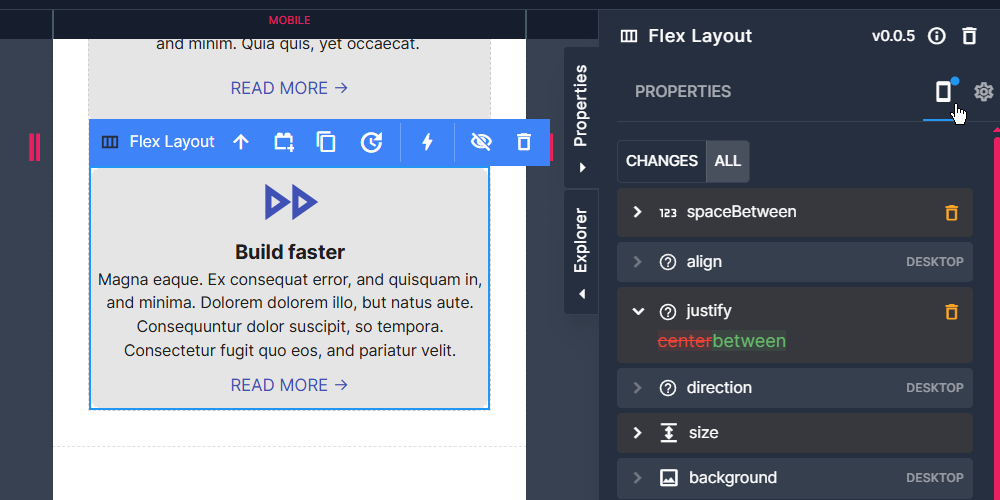 MOBILE
and minim. Quia quis, yet occaecat.
READ MORE →
Flex Layout
Build faster
Magna eaque. Ex consequat error, and quisquam in,
and minima. Dolorem dolorem illo, but natus aute.
Consequuntur dolor suscipit, so tempora.
Consectetur fugit quo eos, and pariatur velit.
READ MORE →
Properties
Explorer
Flex Layout v0.0.5
PROPERTIES
CHANGES ALL
123 spaceBetween
align DESKTOP
justify
centerbetween
direction DESKTOP
size
background DESKTOP